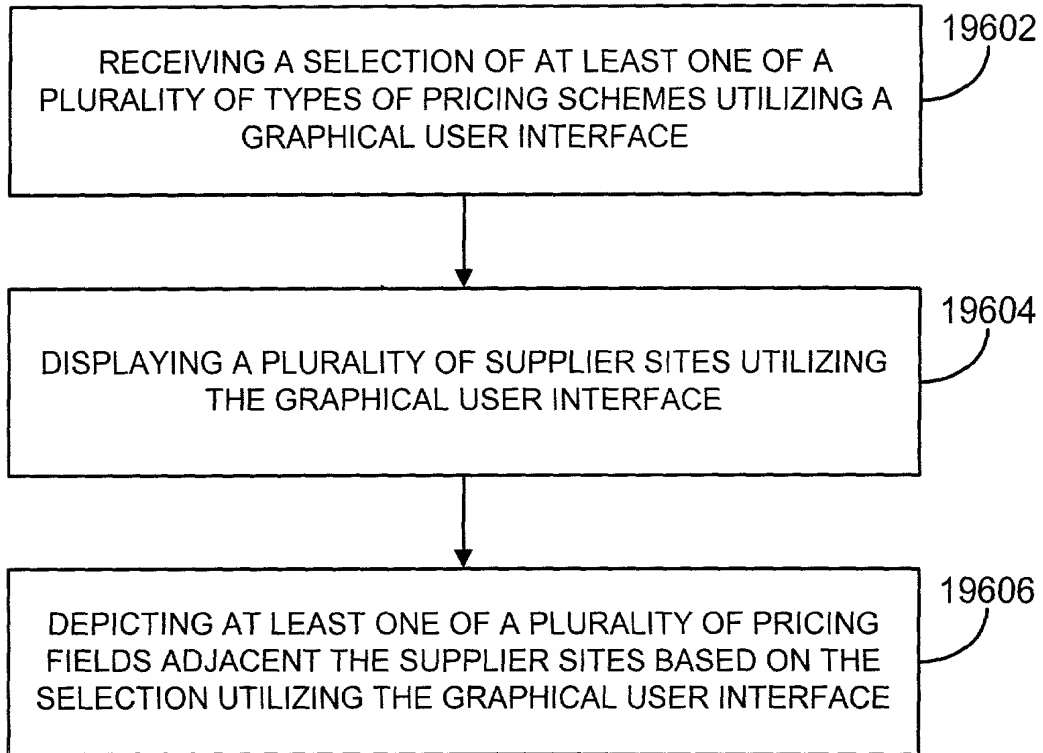 19602
RECEIVING A SELECTION OF AT LEAST ONE OF A
PLURALITY OF TYPES OF PRICING SCHEMES UTILIZING A
GRAPHICAL USER INTERFACE
19604
DISPLAYING A PLURALITY OF SUPPLIER SITES UTILIZING
THE GRAPHICAL USER INTERFACE
19606
DEPICTING AT LEAST ONE OF A PLURALITY OF PRICING
FIELDS ADJACENT THE SUPPLIER SITES BASED ON THE
SELECTION UTILIZING THE GRAPHICAL USER INTERFACE